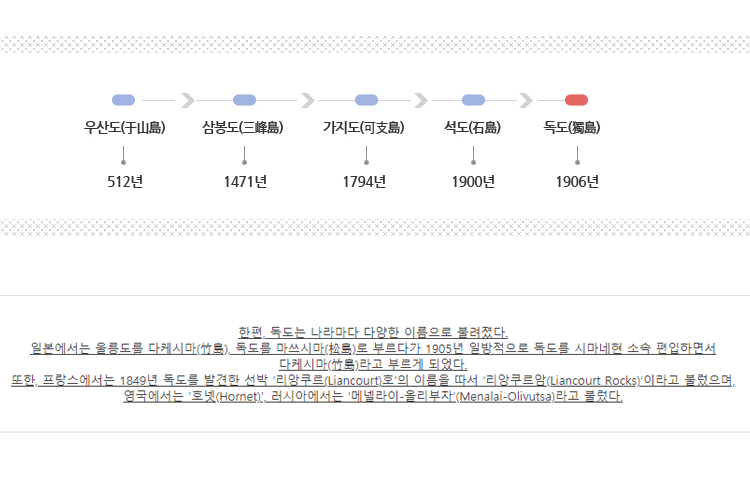 우산도(于山島) 삼봉도(三峰島) 가지도(可支島) 석도(石島) 독도(獨島)
512년 1471년 1794년 1900년 1906년
한편, 독도는 나라마다 다양한 이름으로 불려졌다.
일본에서는 울릉도를 다케시마(竹島), 독도를 마쓰시마(松島)로 부르다가 1905년 일방적으로 독도를 시마네현 소속 편입하면서
다케시마(竹島)라고 부르게 되었다.
또한, 프랑스에서는 1849년 독도를 발견한 선박 '리앙쿠르(Liancourt)호'의 이름을 따서 '리앙쿠르암(Liancourt Rocks)'이라고 불렀으며,
영국에서는 '호넷(Hornet)', 러시아에서는 '메넬라이-올리부차'(Menalai-Olivutsa)라고 불렀다.